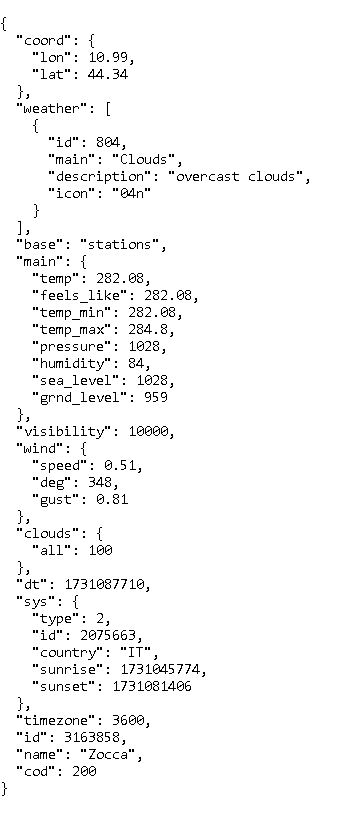 {
  "coord": {
    "lon": 10.99,
    "lat": 44.34
  },
  "weather": [
    {
      "id": 804,
      "main": "Clouds",
      "description": "overcast clouds",
      "icon": "04n"
    }
  ],
  "base": "stations",
  "main": {
    "temp": 282.08,
    "feels_like": 282.08,
    "temp_min": 282.08,
    "temp_max": 284.8,
    "pressure": 1028,
    "humidity": 84,
    "sea_level": 1028,
    "grnd_level": 959
  },
  "visibility": 10000,
  "wind": {
    "speed": 0.51,
    "deg": 348,
    "gust": 0.81
  },
  "clouds": {
    "all": 100
  },
  "dt": 1731087710,
  "sys": {
    "type": 2,
    "id": 2075663,
    "country": "IT",
    "sunrise": 1731045774,
    "sunset": 1731081406
  },
  "timezone": 3600,
  "id": 3163858,
  "name": "Zocca",
  "cod": 200
}